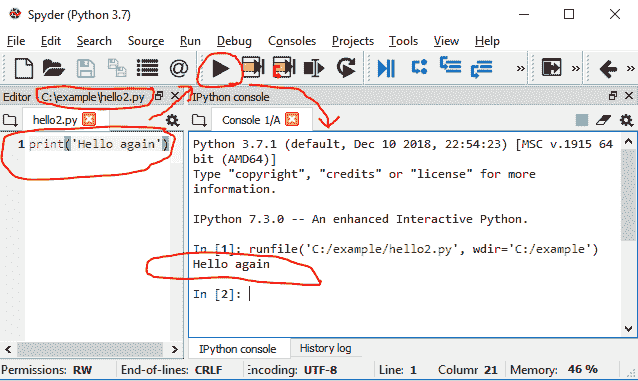 Spyder (Python 3.7)
File Edit Search Source Run Debug Consoles Projects Tools View Help
Editor C:\example\hello2.py
IPython console
hello2.py
Console 1/A
1 print('Hello again')
Python 3.7.1 (default, Dec 10 2018, 22:54:23) [MSC v.1915 64
bit (AMD64)]
Type "copyright", "credits" or "license" for more
information.
IPython 7.3.0 -- An enhanced Interactive Python.
In [1]: runfile('C:/example/hello2.py', wdir='C:/example')
Hello again
In [2]:
IPython console History log
Permissions: RW End-of-lines: CRLF Encoding: UTF-8 Line: 1 Column: 21 Memory: 46 %